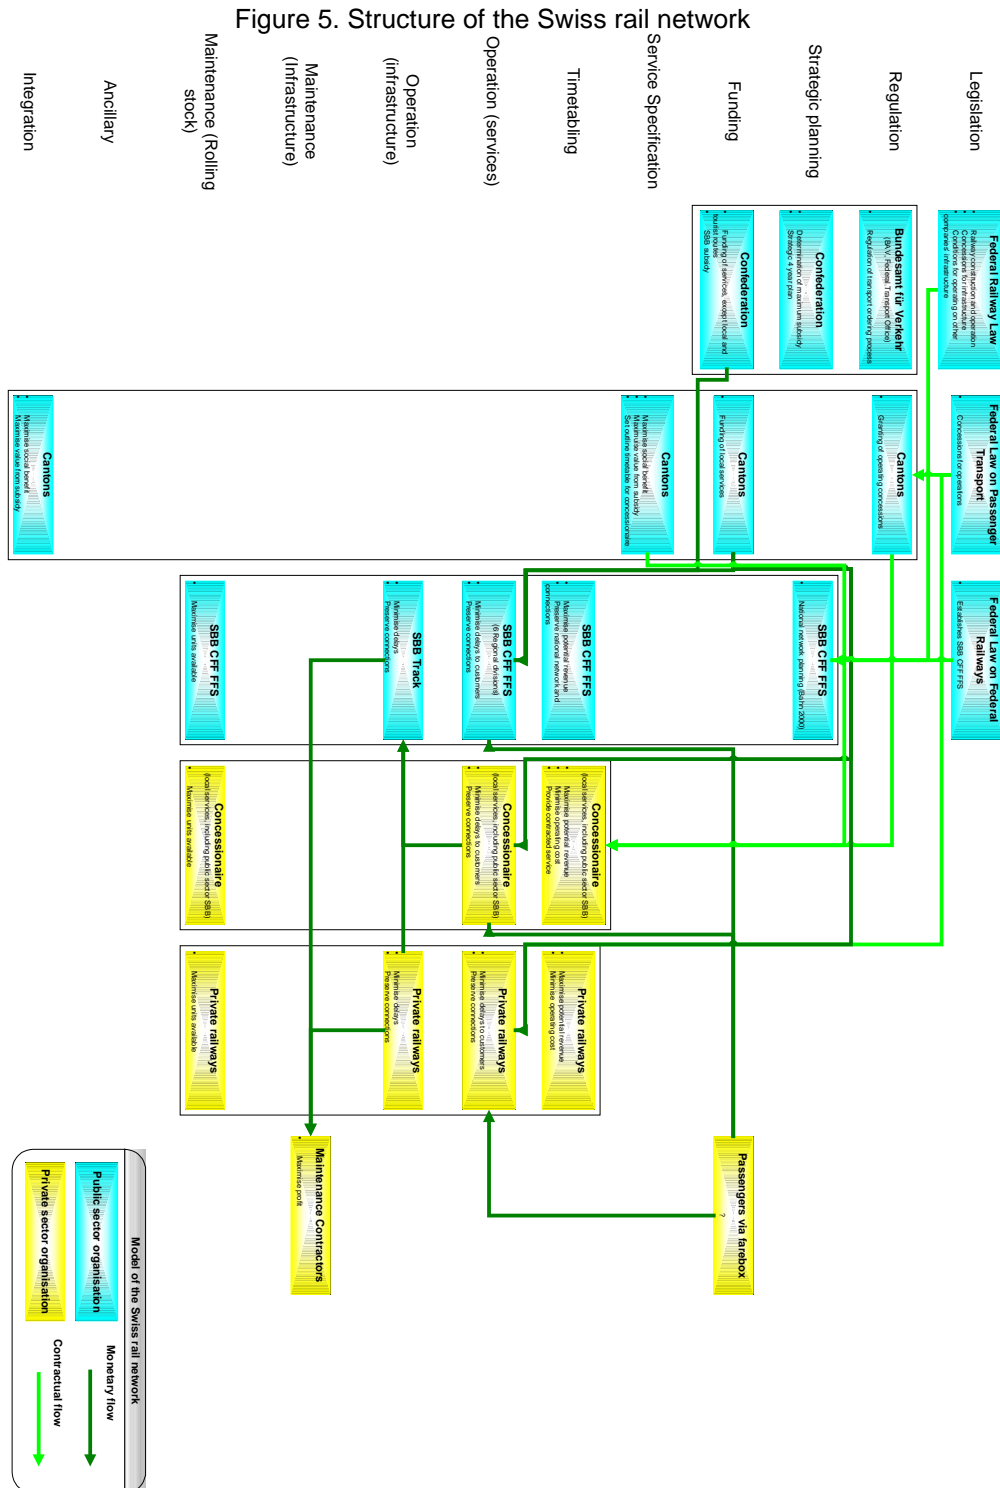 Figure 5. Structure of the Swiss rail network
Legislation
Regulation
Strategic planning
Funding
Service Specification
Timetabling
Operation (services)
Operation
(infrastructure)
Maintenance
(Infrastructure)
Maintenance (Rolling
stock)
Ancillary
Integration
Federal Railway Law
• Railway construction and operation
• Concessions for infrastructure
• Conditions for operating on other
companies' infrastructure
Federal Law on Passenger
Transport
• Concessions for operations
Federal Law on Federal
Railways
• Establishes SBB CFF FFS
Bundesamt für Verkehr
(BAV, Federal Transport Office)
• Regulation of transport ordering process
Cantons
• Granting of operating concessions
Confederation
• Determination of maximum subsidy
• Strategic 4 year plan
SBB CFF FFS
• National network planning (Bahn 2000)
Confederation
• Funding of services, except local and
tourist routes
• SBB subsidy
Cantons
• Funding of local services
Passengers via farebox
?
Cantons
• Maximise social benefit
• Maximulse value from subsidy
• Set outline timetable for concessionaire
SBB CFF FFS
• Maximise potential revenue
• Preserve national network and
connections
Concessionaire
(local services, including public sector SBB)
• Maximise potential revenue
• Minimise operating cost
• Provide contracted service
Private railways
• Maximise potential revenue
• Minimise operating cost
SBB CFF FFS
(6 Regional divisions)
• Minimise delays to customers
• Preserve connections
Concessionaire
(local services, including public sector SBB)
• Minimise delays to customers
• Preserve connections
Private railways
• Minimise delays to customers
• Preserve connections
SBB Track
• Minimise delays
• Preserve connections
Private railways
• Minimise delays
• Preserve connections
Maintenance Contractors
• Maximise profit
SBB CFF FFS
• Maximise units available
Concessionaire
(local services, including public sector SBB)
• Maximise units available
Private railways
• Maximise units available
Cantons
• Maximise social benefit
• Maximise value from subsidy
Model of the Swiss rail network
Public sector organisation
Monetary flow
Private sector organisation
Contractual flow